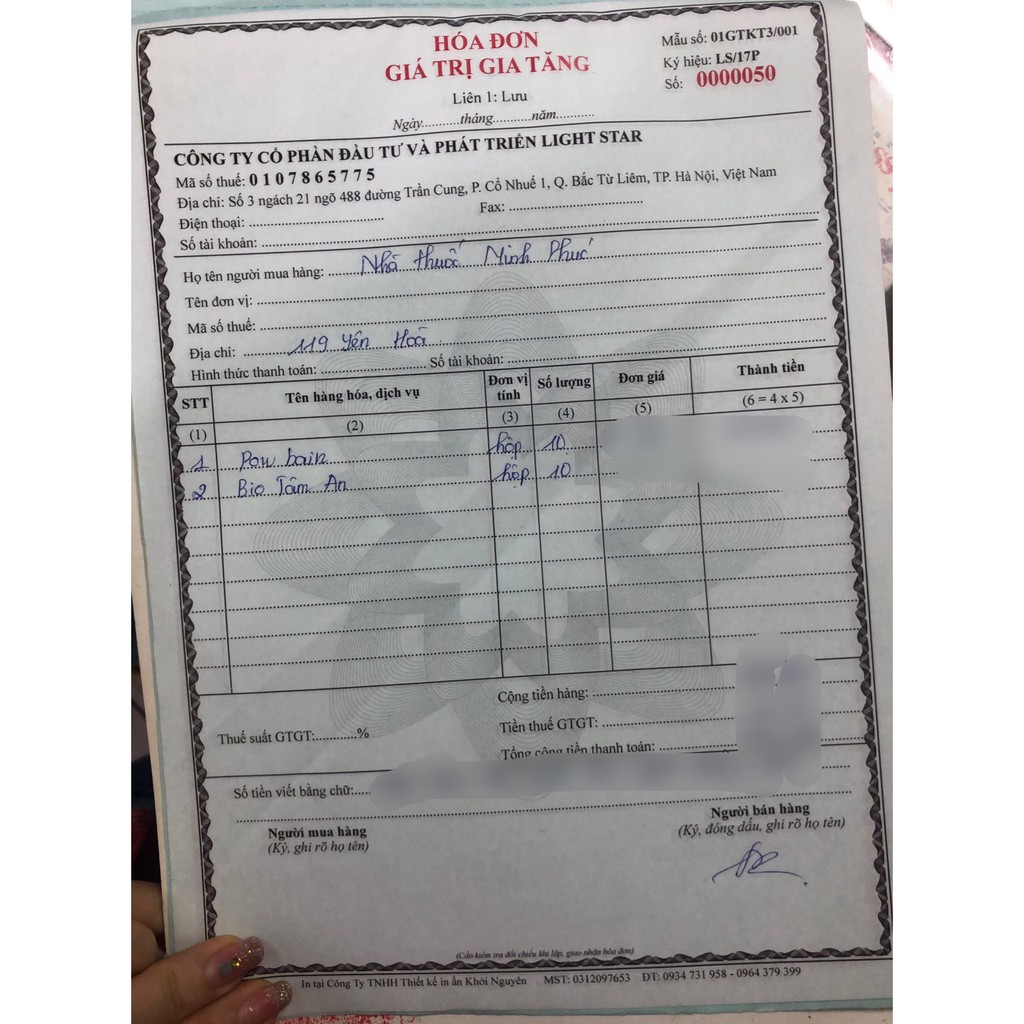 HÓA ĐƠN
GIÁ TRỊ GIA TĂNG
Mẫu số: 01GTKT3/001
Ký hiệu: LS/17P
Số: 0000050
Liên 1: Lưu
Ngày...........tháng..........năm...........
CÔNG TY CỔ PHẦN ĐẦU TƯ VÀ PHÁT TRIỂN LIGHT STAR
Mã số thuế: 0107865775
Địa chỉ: Số 3 ngách 21 ngõ 488 đường Trần Cung, P. Cổ Nhuế 1, Q. Bắc Từ Liêm, TP. Hà Nội, Việt Nam
Điện thoại: ........................ Fax: ........................
Số tài khoản: ........................
Họ tên người mua hàng: Nhà thuốc Minh Phúc
Tên đơn vị: ........................
Mã số thuế: ........................
Địa chỉ: 119 Yên Hoà
Hình thức thanh toán: ........................ Số tài khoản: ........................
STT Tên hàng hóa, dịch vụ Đơn vị tính Số lượng Đơn giá Thành tiền
(1) (2) (3) (4) (5) (6 = 4 x 5)
1 Pow bain hộp 10
2 Bio Tâm An hộp 10
Cộng tiền hàng: ........................
Thuế suất GTGT:...........% Tiền thuế GTGT: ........................
Tổng cộng tiền thanh toán: ........................
Số tiền viết bằng chữ:.....
Người mua hàng
(Ký, ghi rõ họ tên)
Người bán hàng
(Ký, đóng dấu, ghi rõ họ tên)
(Cần kiểm tra đối chiếu khi lập, giao nhận hóa đơn)
In tại Công Ty TNHH Thiết kế in ấn Khởi Nguyên MST: 0312097653 ĐT: 0934 731 958 - 0964 379 399